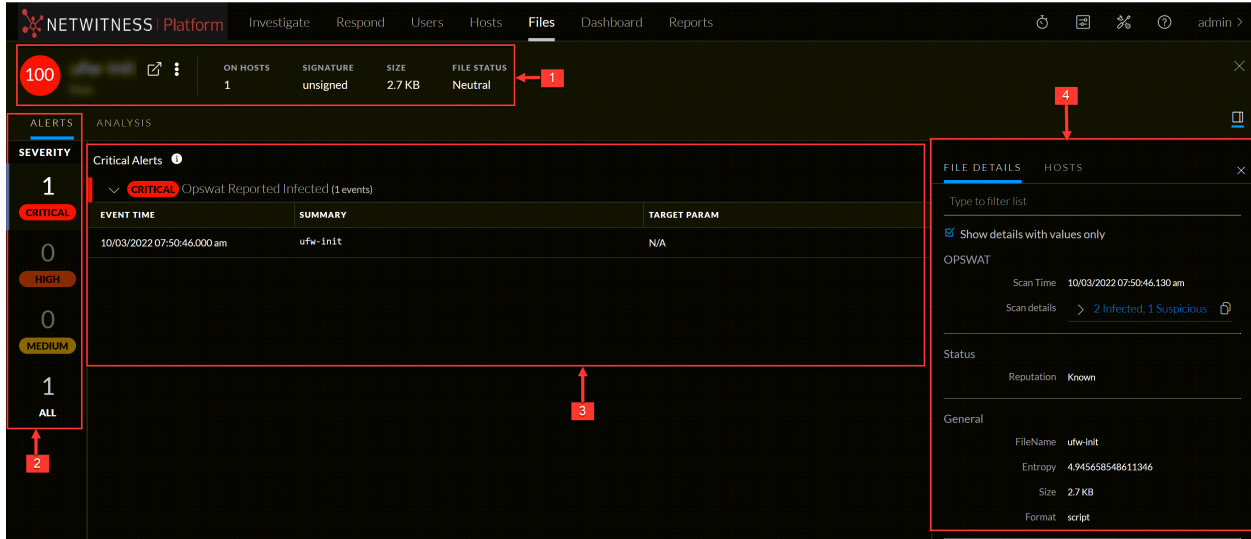 NETWITNESS | Platform Investigate Respond Users Hosts Files Dashboard Reports admin >
100 ON HOSTS SIGNATURE SIZE FILE STATUS
1 unsigned 2.7 KB Neutral
1
4
ALERTS ANALYSIS
SEVERITY
1
CRITICAL
0
HIGH
0
MEDIUM
1
ALL
2
Critical Alerts
CRITICAL Opswat Reported Infected (1 events)
EVENT TIME SUMMARY TARGET PARAM
10/03/2022 07:50:46.000 am ufw-init N/A
3
FILE DETAILS HOSTS
Type to filter list
Show details with values only
OPSWAT
Scan Time 10/03/2022 07:50:46.130 am
Scan details > 2 Infected, 1 Suspicious
Status
Reputation Known
General
FileName ufw-init
Entropy 4.945658548611346
Size 2.7 KB
Format script